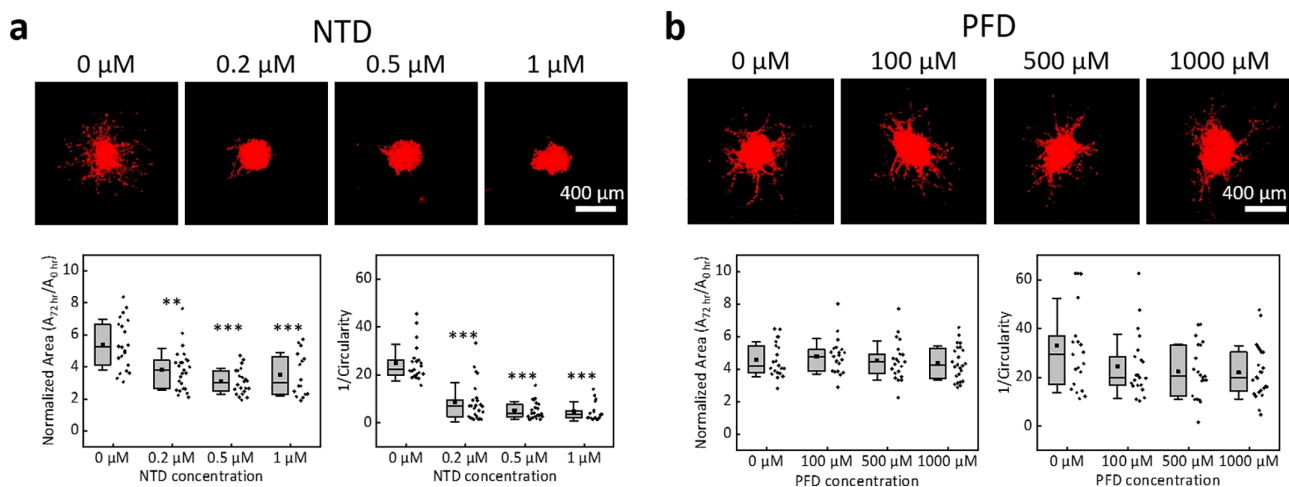 a
NTD
0 μM 0.2 μM 0.5 μM 1 μM
400 μm
Normalized Area (A72 hr/A0 hr)
10
8
6
4
2
0
**
***
***
0 μM 0.2 μM 0.5 μM 1 μM
NTD concentration
1/Circularity
60
40
20
0
***
***
***
0 μM 0.2 μM 0.5 μM 1 μM
NTD concentration
b
PFD
0 μM 100 μM 500 μM 1000 μM
400 μm
Normalized Area (A72 hr/A0 hr)
10
8
6
4
2
0
0 μM 100 μM 500 μM 1000 μM
PFD concentration
1/Circularity
60
40
20
0
0 μM 100 μM 500 μM 1000 μM
PFD concentration